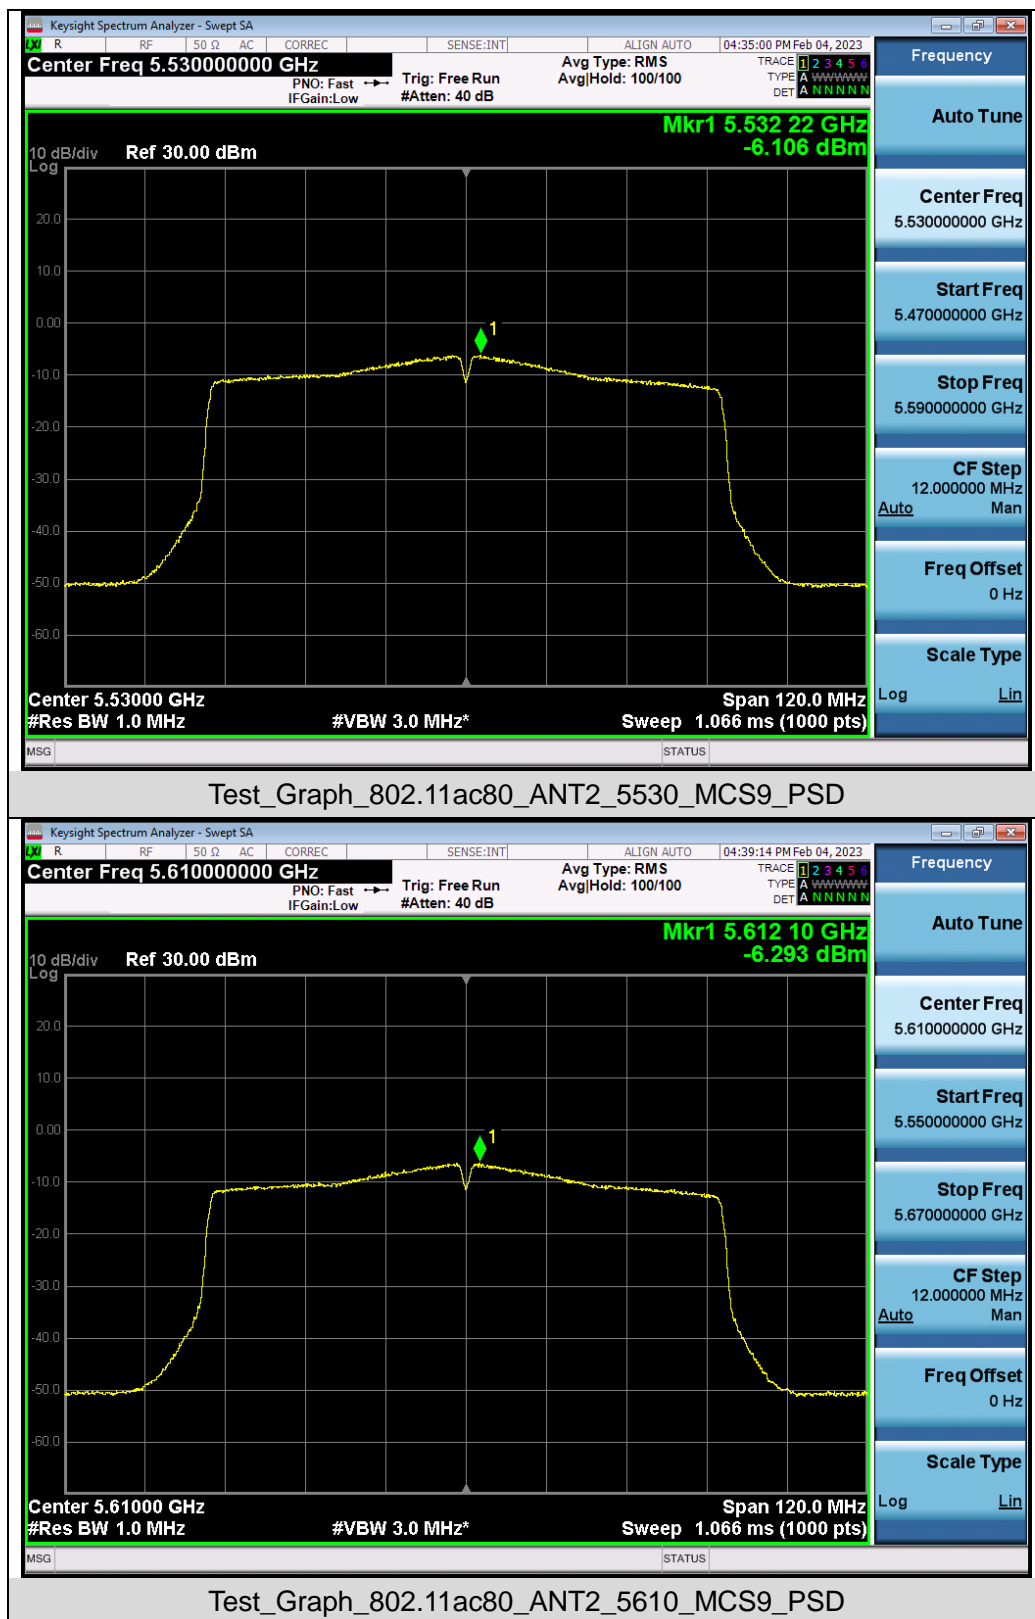 Keysight Spectrum Analyzer - Swept SA
LXI R RF 50 Ω AC CORREC SENSE:INT ALIGN AUTO 04:35:00 PM Feb 04, 2023
Center Freq 5.530000000 GHz
PNO: Fast
IFGain:Low
Trig: Free Run
#Atten: 40 dB
Avg Type: RMS
Avg|Hold: 100/100
TRACE 1 2 3 4 5 6
TYPE A WWWWW
DET A N N N N N
Mkr1 5.532 22 GHz
-6.106 dBm
10 dB/div Ref 30.00 dBm
Log
20.0
10.0
0.00
-10.0
-20.0
-30.0
-40.0
-50.0
-60.0
1
Center 5.53000 GHz Span 120.0 MHz
#Res BW 1.0 MHz #VBW 3.0 MHz* Sweep 1.066 ms (1000 pts)
MSG STATUS
Frequency
Auto Tune
Center Freq
5.530000000 GHz
Start Freq
5.470000000 GHz
Stop Freq
5.590000000 GHz
CF Step
12.000000 MHz
Auto Man
Freq Offset
0 Hz
Scale Type
Log Lin
Test_Graph_802.11ac80_ANT2_5530_MCS9_PSD
Keysight Spectrum Analyzer - Swept SA
LXI R RF 50 Ω AC CORREC SENSE:INT ALIGN AUTO 04:39:14 PM Feb 04, 2023
Center Freq 5.610000000 GHz
PNO: Fast
IFGain:Low
Trig: Free Run
#Atten: 40 dB
Avg Type: RMS
Avg|Hold: 100/100
TRACE 1 2 3 4 5 6
TYPE A WWWWW
DET A N N N N N
Mkr1 5.612 10 GHz
-6.293 dBm
10 dB/div Ref 30.00 dBm
Log
20.0
10.0
0.00
-10.0
-20.0
-30.0
-40.0
-50.0
-60.0
1
Center 5.61000 GHz Span 120.0 MHz
#Res BW 1.0 MHz #VBW 3.0 MHz* Sweep 1.066 ms (1000 pts)
MSG STATUS
Frequency
Auto Tune
Center Freq
5.610000000 GHz
Start Freq
5.550000000 GHz
Stop Freq
5.670000000 GHz
CF Step
12.000000 MHz
Auto Man
Freq Offset
0 Hz
Scale Type
Log Lin
Test_Graph_802.11ac80_ANT2_5610_MCS9_PSD